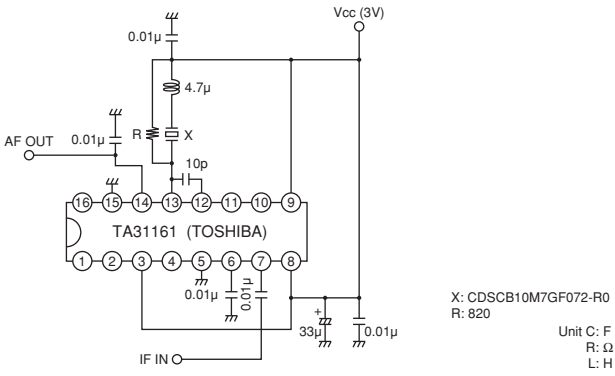 Vcc (3V)
0.01μ
4.7μ
AF OUT
0.01μ
R
X
10p
16 15 14 13 12 11 10 9
TA31161 (TOSHIBA)
1 2 3 4 5 6 7 8
0.01μ
0.01μ
+
33μ
0.01μ
IF IN
X: CDSCB10M7GF072-R0
R: 820
Unit C: F
R: Ω
L: H